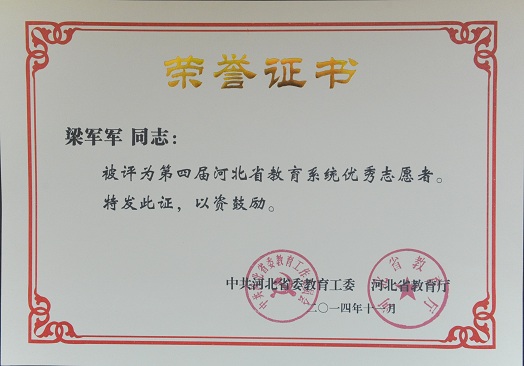 荣誉证书
梁军军 同志：
被评为第四届河北省教育系统优秀志愿者。
特发此证，以资鼓励。
中共河北省委教育工委 河北省教育厅
二〇一四年十一月